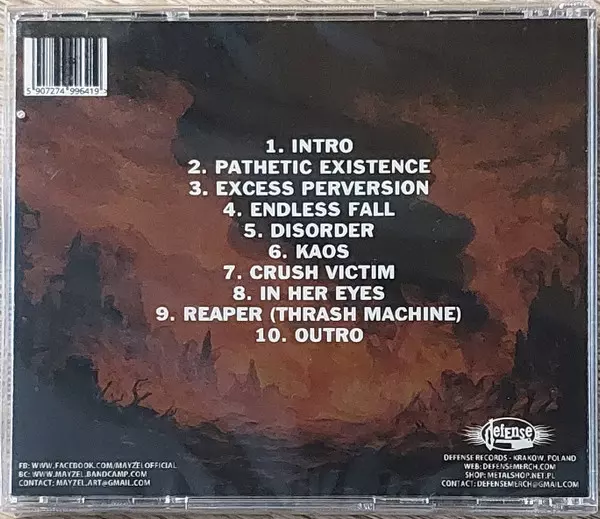 5 907274 996419 >
1. INTRO
2. PATHETIC EXISTENCE
3. EXCESS PERVERSION
4. ENDLESS FALL
5. DISORDER
6. KAOS
7. CRUSH VICTIM
8. IN HER EYES
9. REAPER (THRASH MACHINE)
10. OUTRO
FB: WWW.FACEBOOK.COM/MAYZELOFFICIAL
BC: WWW.MAYZEL.BANDCAMP.COM
CONTACT: MAYZEL.ART@GMAIL.COM
Defense
DEFENSE RECORDS - KRAKOW, POLAND
WEB: DEFENSEMERCH.COM
SHOP: METALSHOP.NET.PL
CONTACT: DEFENSEMERCH@GMAIL.COM